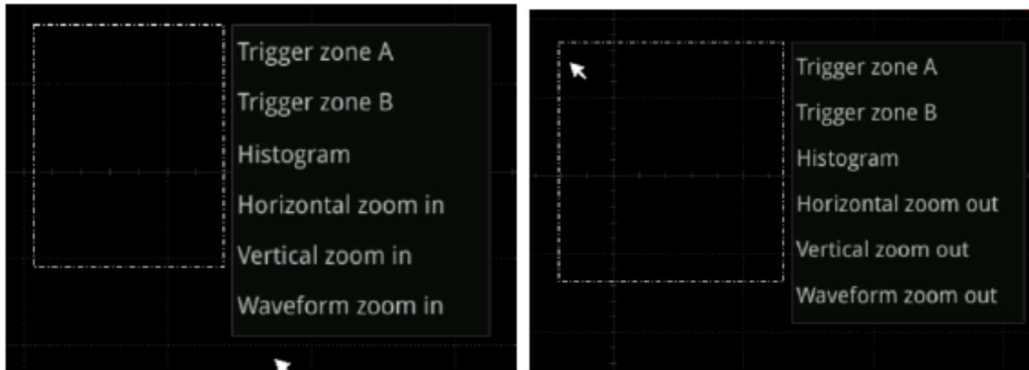 Trigger zone A
Trigger zone B
Histogram
Horizontal zoom in
Vertical zoom in
Waveform zoom in
Trigger zone A
Trigger zone B
Histogram
Horizontal zoom out
Vertical zoom out
Waveform zoom out